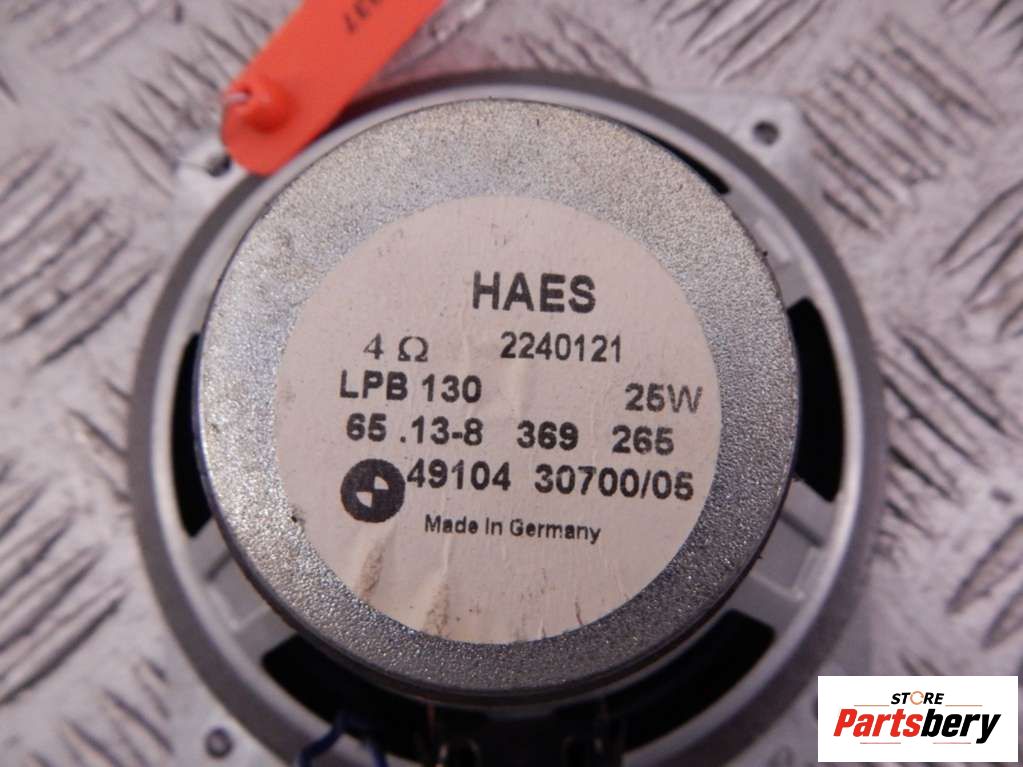 HAES
4 Ω 2240121
LPB 130 25W
65 .13-8 369 265
49104 30700/05
Made In Germany
STORE
Partsbery